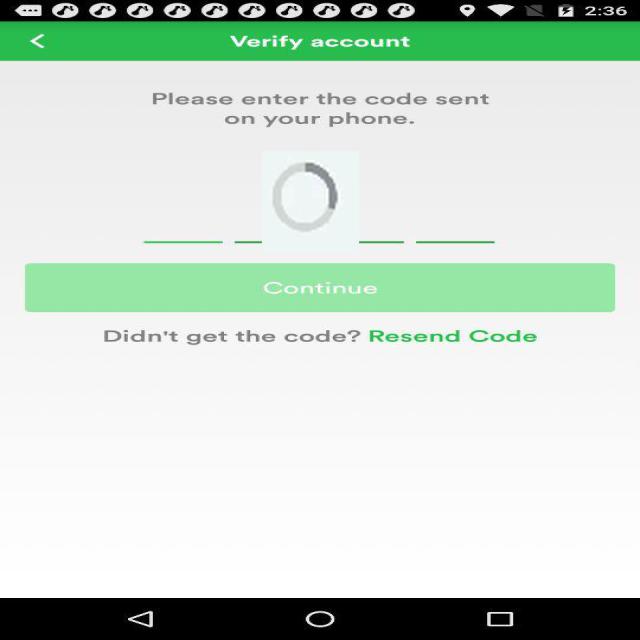 2:36
Verify account
Please enter the code sent
on your phone.
Continue
Didn't get the code? Resend Code